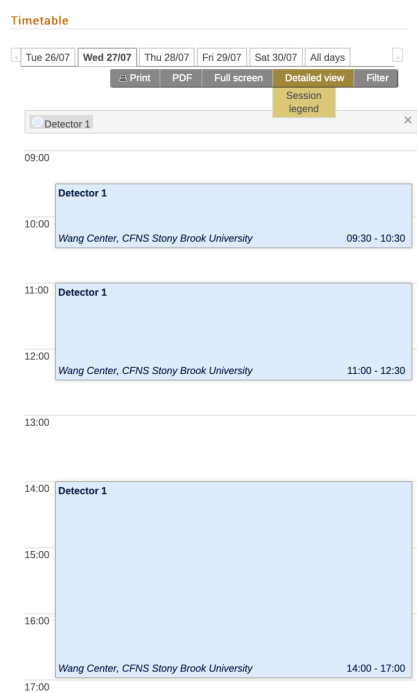 Timetable
Tue 26/07 Wed 27/07 Thu 28/07 Fri 29/07 Sat 30/07 All days
Print PDF Full screen Detailed view Filter
Session
legend
Detector 1
09:00
Detector 1
10:00
Wang Center, CFNS Stony Brook University 09:30 - 10:30
11:00 Detector 1
12:00
Wang Center, CFNS Stony Brook University 11:00 - 12:30
13:00
14:00 Detector 1
15:00
16:00
Wang Center, CFNS Stony Brook University 14:00 - 17:00
17:00